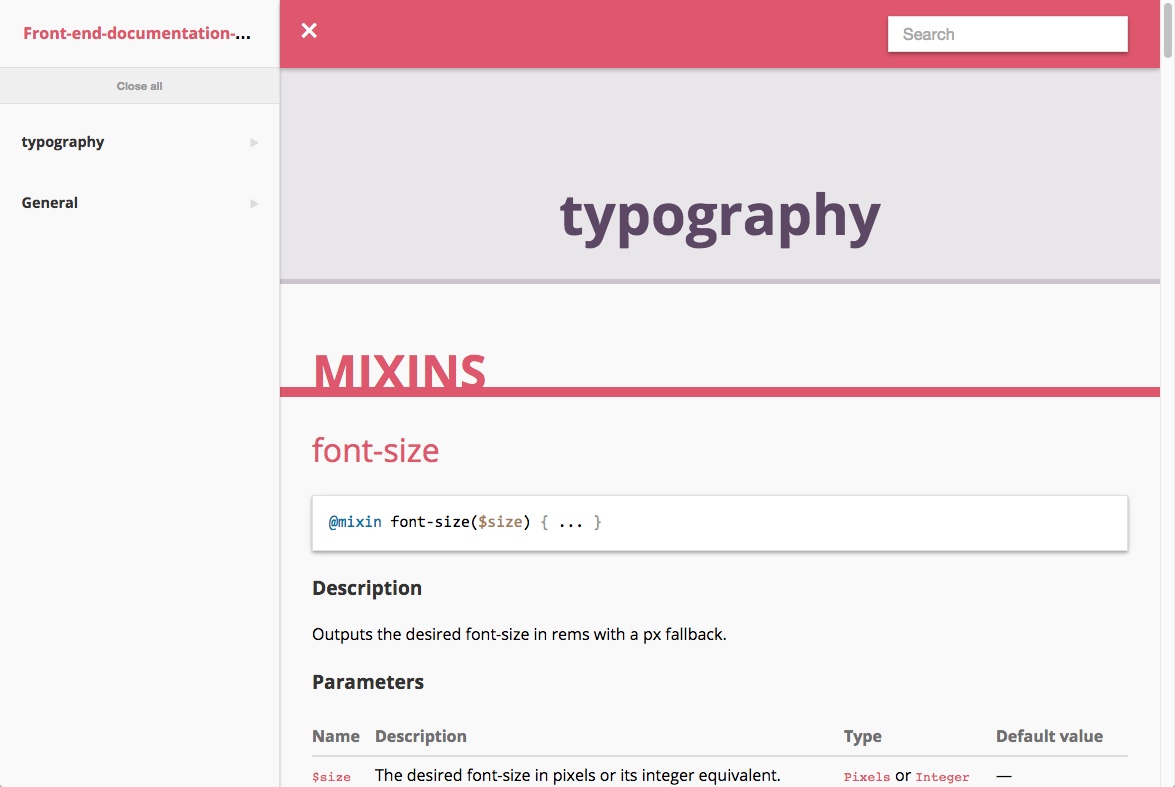 Front-end-documentation-...
Close all
typography
General
×
Search
typography
MIXINS
font-size
@mixin font-size($size) { ... }
Description
Outputs the desired font-size in rems with a px fallback.
Parameters
Name Description Type Default value
$size The desired font-size in pixels or its integer equivalent. Pixels or Integer —